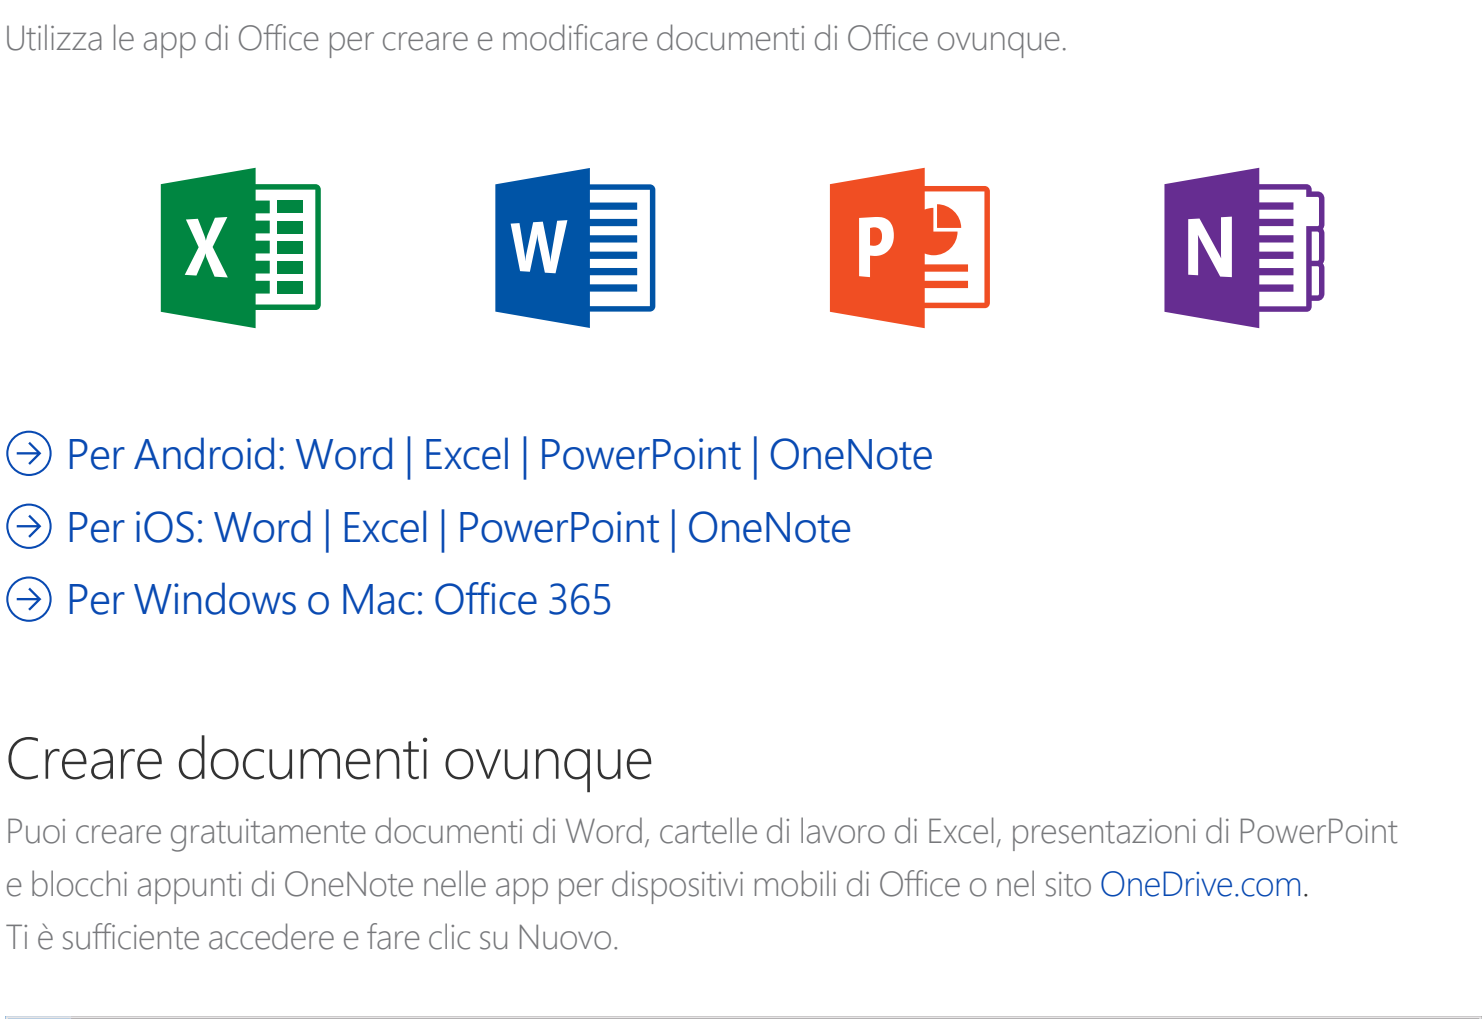 Utilizza le app di Office per creare e modificare documenti di Office ovunque.
X W P N
Per Android: Word | Excel | PowerPoint | OneNote
Per iOS: Word | Excel | PowerPoint | OneNote
Per Windows o Mac: Office 365
Creare documenti ovunque
Puoi creare gratuitamente documenti di Word, cartelle di lavoro di Excel, presentazioni di PowerPoint
e blocchi appunti di OneNote nelle app per dispositivi mobili di Office o nel sito OneDrive.com.
Ti è sufficiente accedere e fare clic su Nuovo.